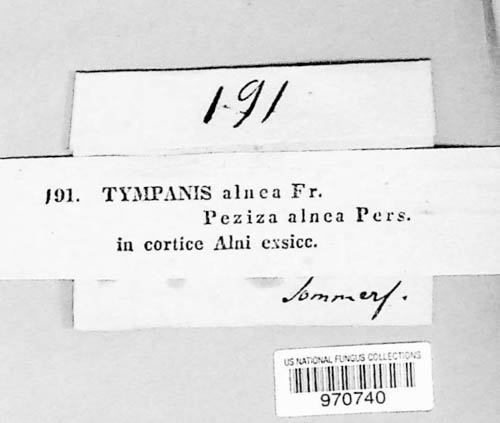 191
191. TYMPANIS alnea Fr.
Peziza alnea Pers.
in cortice Alni exsicc.
Sommerf.
US NATIONAL FUNGUS COLLECTIONS
970740